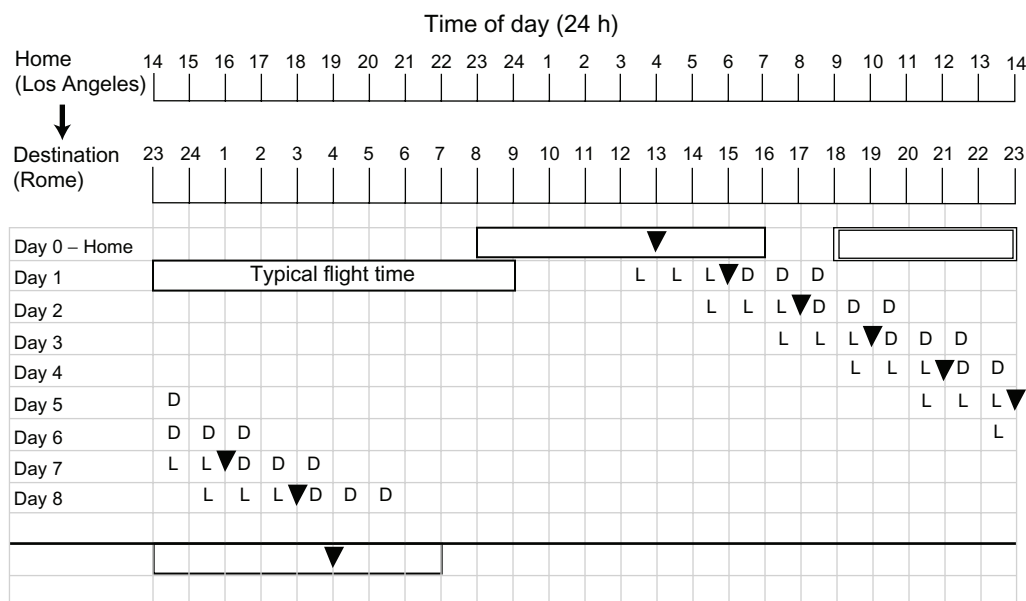 Time of day (24 h)
Home
(Los Angeles)
14 15 16 17 18 19 20 21 22 23 24 1 2 3 4 5 6 7 8 9 10 11 12 13 14
Destination
(Rome)
23 24 1 2 3 4 5 6 7 8 9 10 11 12 13 14 15 16 17 18 19 20 21 22 23
Day 0 – Home
Day 1 Typical flight time L L L D D D
Day 2 L L L D D D
Day 3 L L L D D D
Day 4 L L L D D
Day 5 D L L L
Day 6 D D D L
Day 7 L L D D D
Day 8 L L L D D D